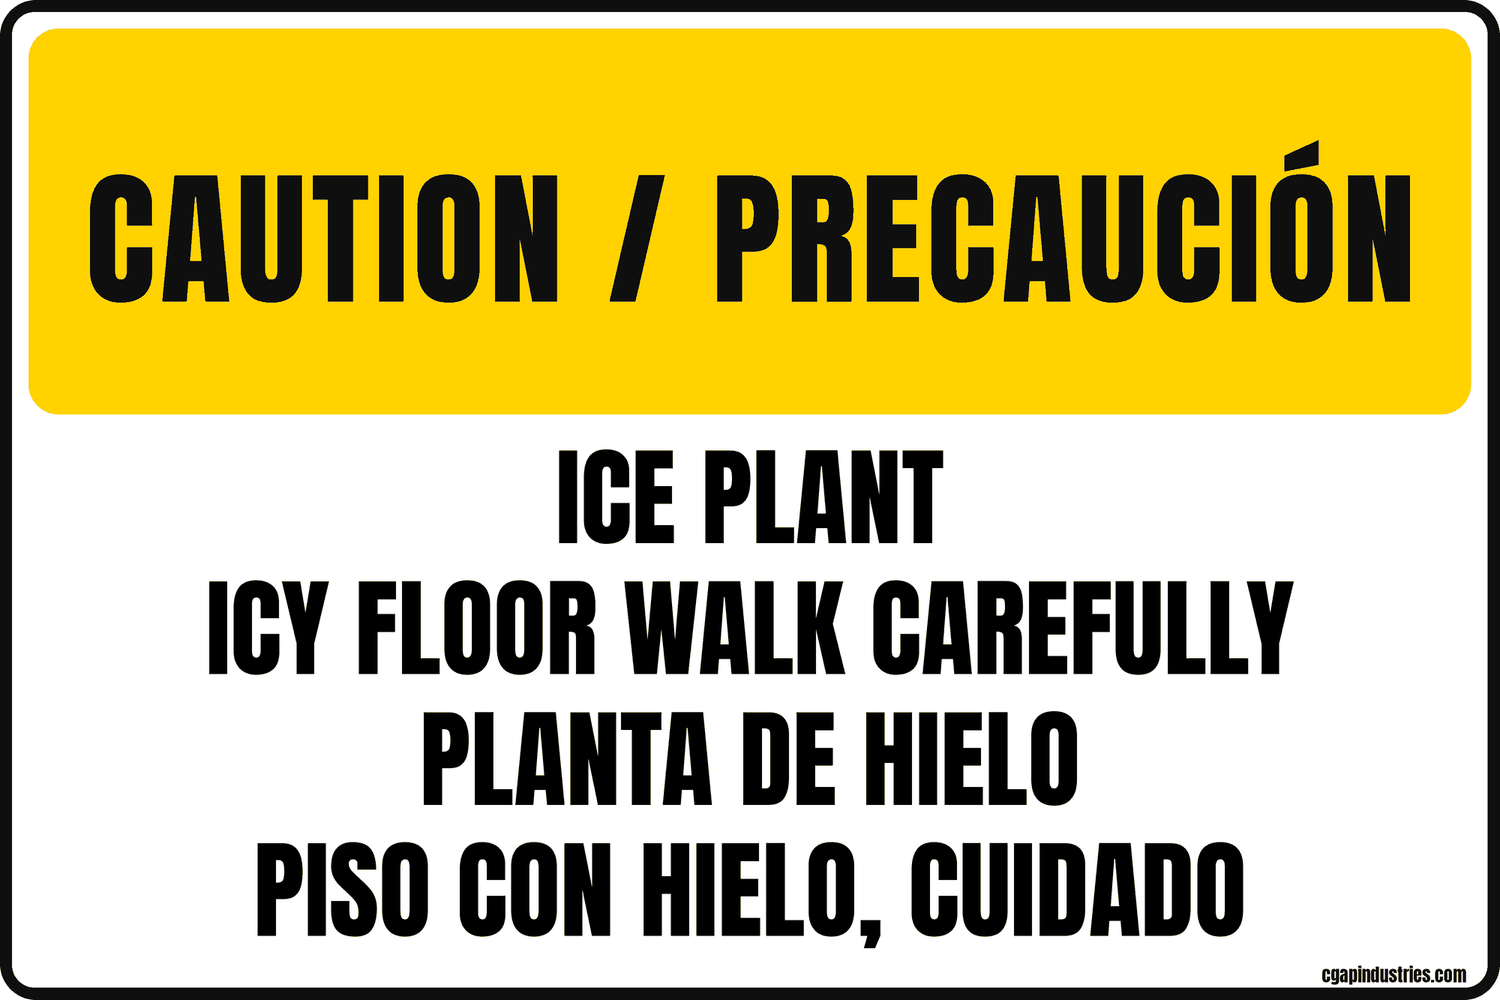 CAUTION / PRECAUCIÓN
ICE PLANT
ICY FLOOR WALK CAREFULLY
PLANTA DE HIELO
PISO CON HIELO, CUIDADO
cgapindustries.com